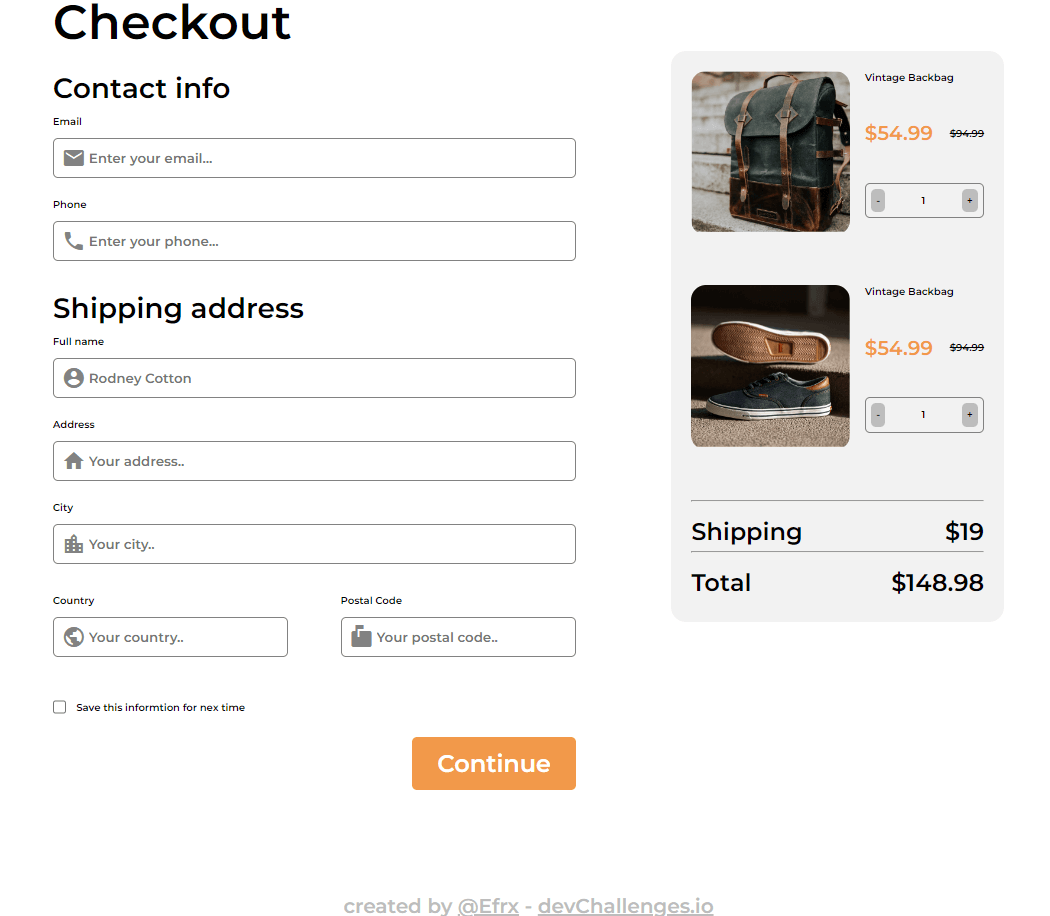 Checkout
Contact info
Email
Enter your email...
Phone
Enter your phone...
Shipping address
Full name
Rodney Cotton
Address
Your address..
City
Your city..
Country
Postal Code
Your country..
Your postal code..
Save this informtion for nex time
Continue
Vintage Backbag
$54.99 $94.99
- 1 +
Vintage Backbag
$54.99 $94.99
- 1 +
Shipping $19
Total $148.98
created by @Efrx - devChallenges.io